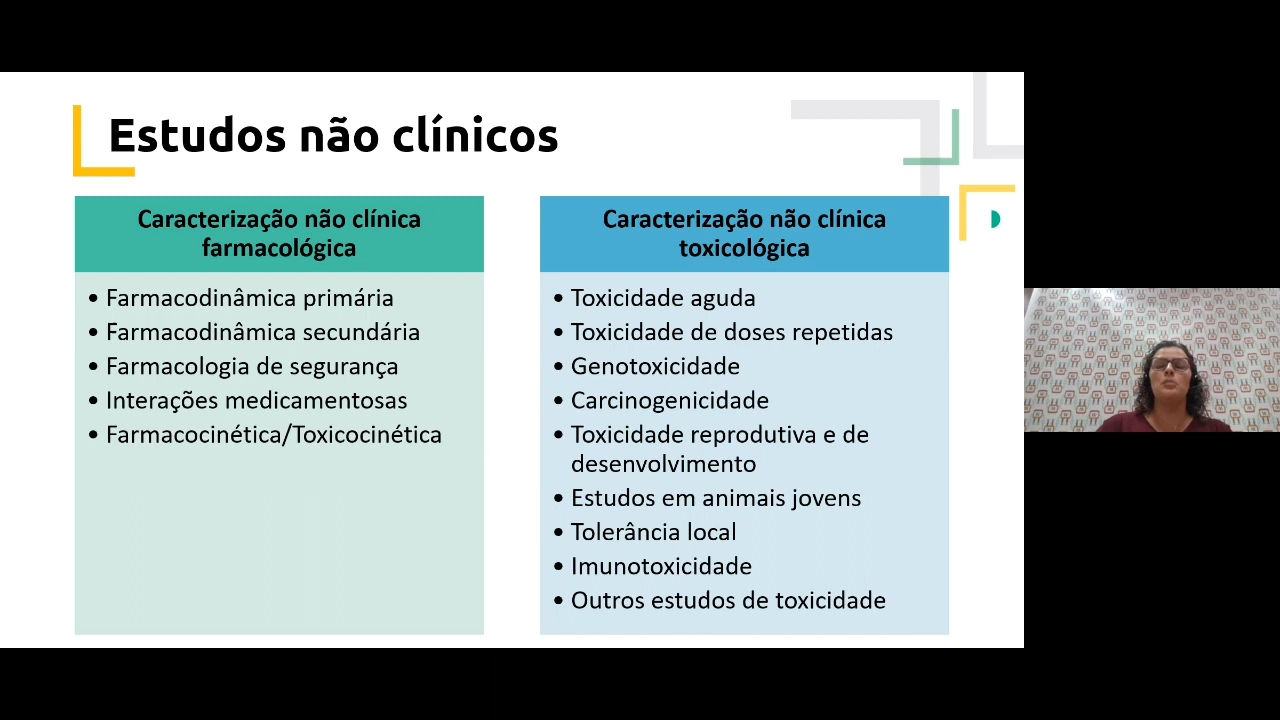 Estudos não clínicos
Caracterização não clínica
farmacológica
• Farmacodinâmica primária
• Farmacodinâmica secundária
• Farmacologia de segurança
• Interações medicamentosas
• Farmacocinética/Toxicocinética
Caracterização não clínica
toxicológica
• Toxicidade aguda
• Toxicidade de doses repetidas
• Genotoxicidade
• Carcinogenicidade
• Toxicidade reprodutiva e de
desenvolvimento
• Estudos em animais jovens
• Tolerância local
• Imunotoxicidade
• Outros estudos de toxicidade